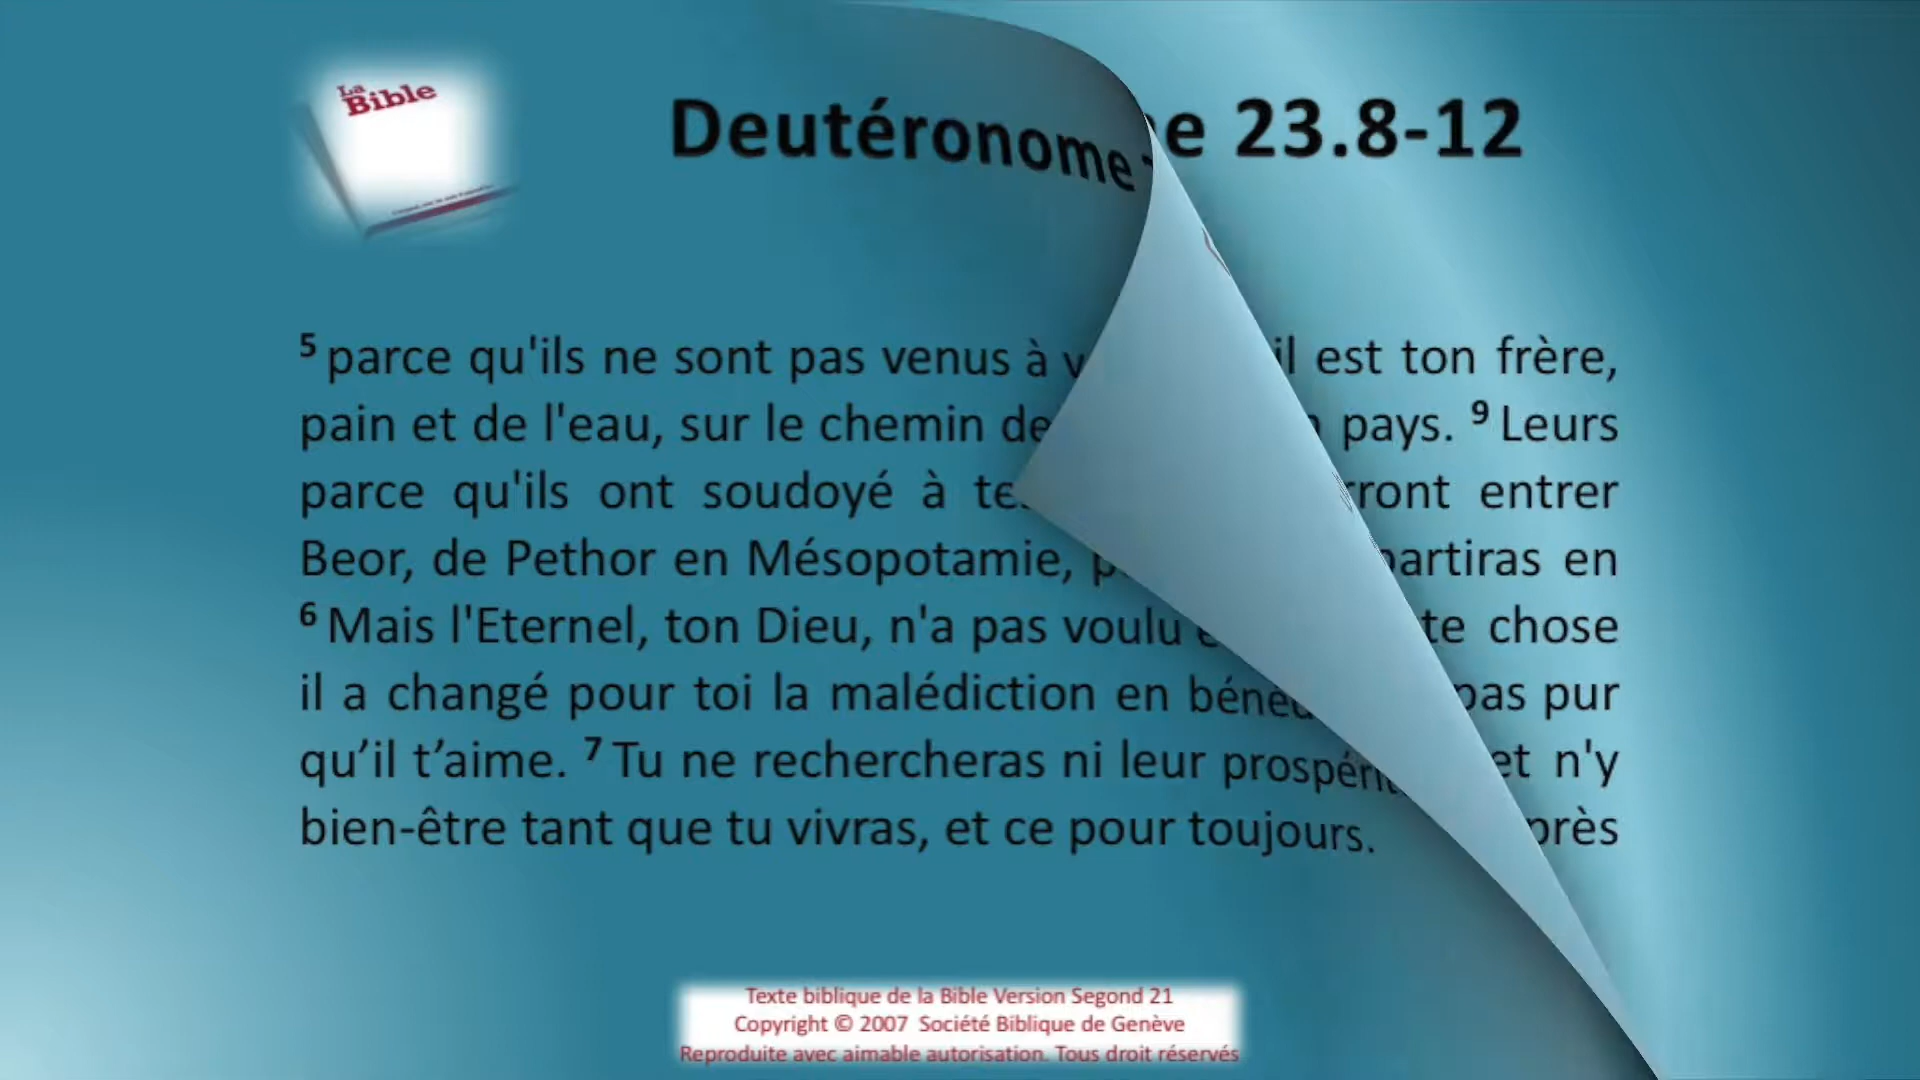 La
Bible
Deutéronome
e 23.8-12
5 parce qu'ils ne sont pas venus à il est ton frère,
pain et de l'eau, sur le chemin pays. 9 Leurs
parce qu'ils ont soudoyé à entrer
Beor, de Pethor en Mésopotamie, en
6 Mais l'Eternel, ton Dieu, n'a pas voulu chose
il a changé pour toi la malédiction en pas pur
qu’il t’aime. 7 Tu ne rechercheras ni leur et n'y
bien-être tant que tu vivras, et ce pour toujours.
Texte biblique de la Bible Version Segond 21
Copyright © 2007 Société Biblique de Genève
Reproduite avec aimable autorisation. Tous droit réservés